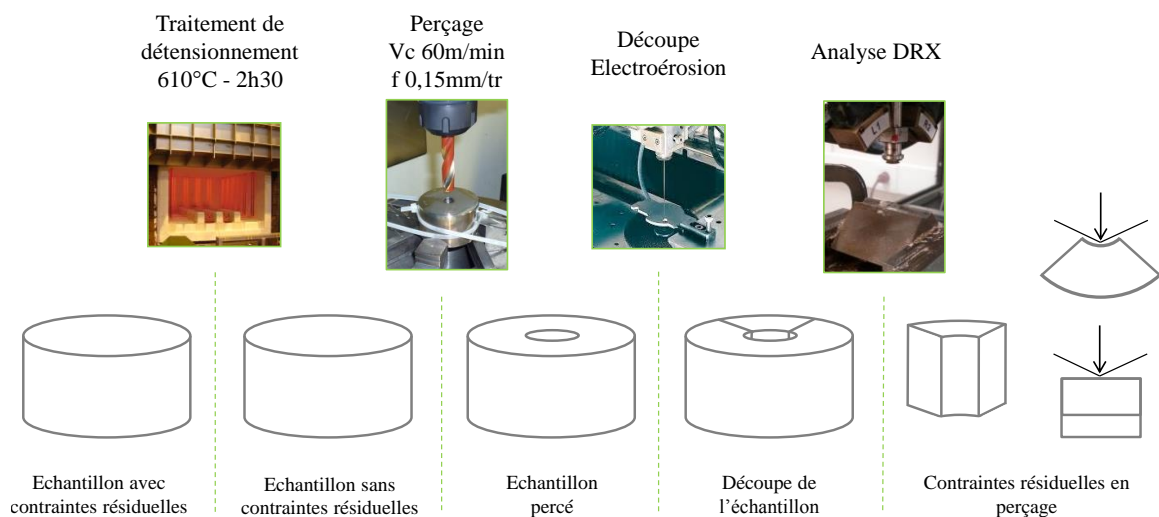 Traitement de
détensionnement
610°C - 2h30
Perçage
Vc 60m/min
f 0,15mm/tr
Découpe
Electroérosion
Analyse DRX
L1
Echantillon avec
contraintes résiduelles
Echantillon sans
contraintes résiduelles
Echantillon
percé
Découpe de
l'échantillon
Contraintes résiduelles en
perçage